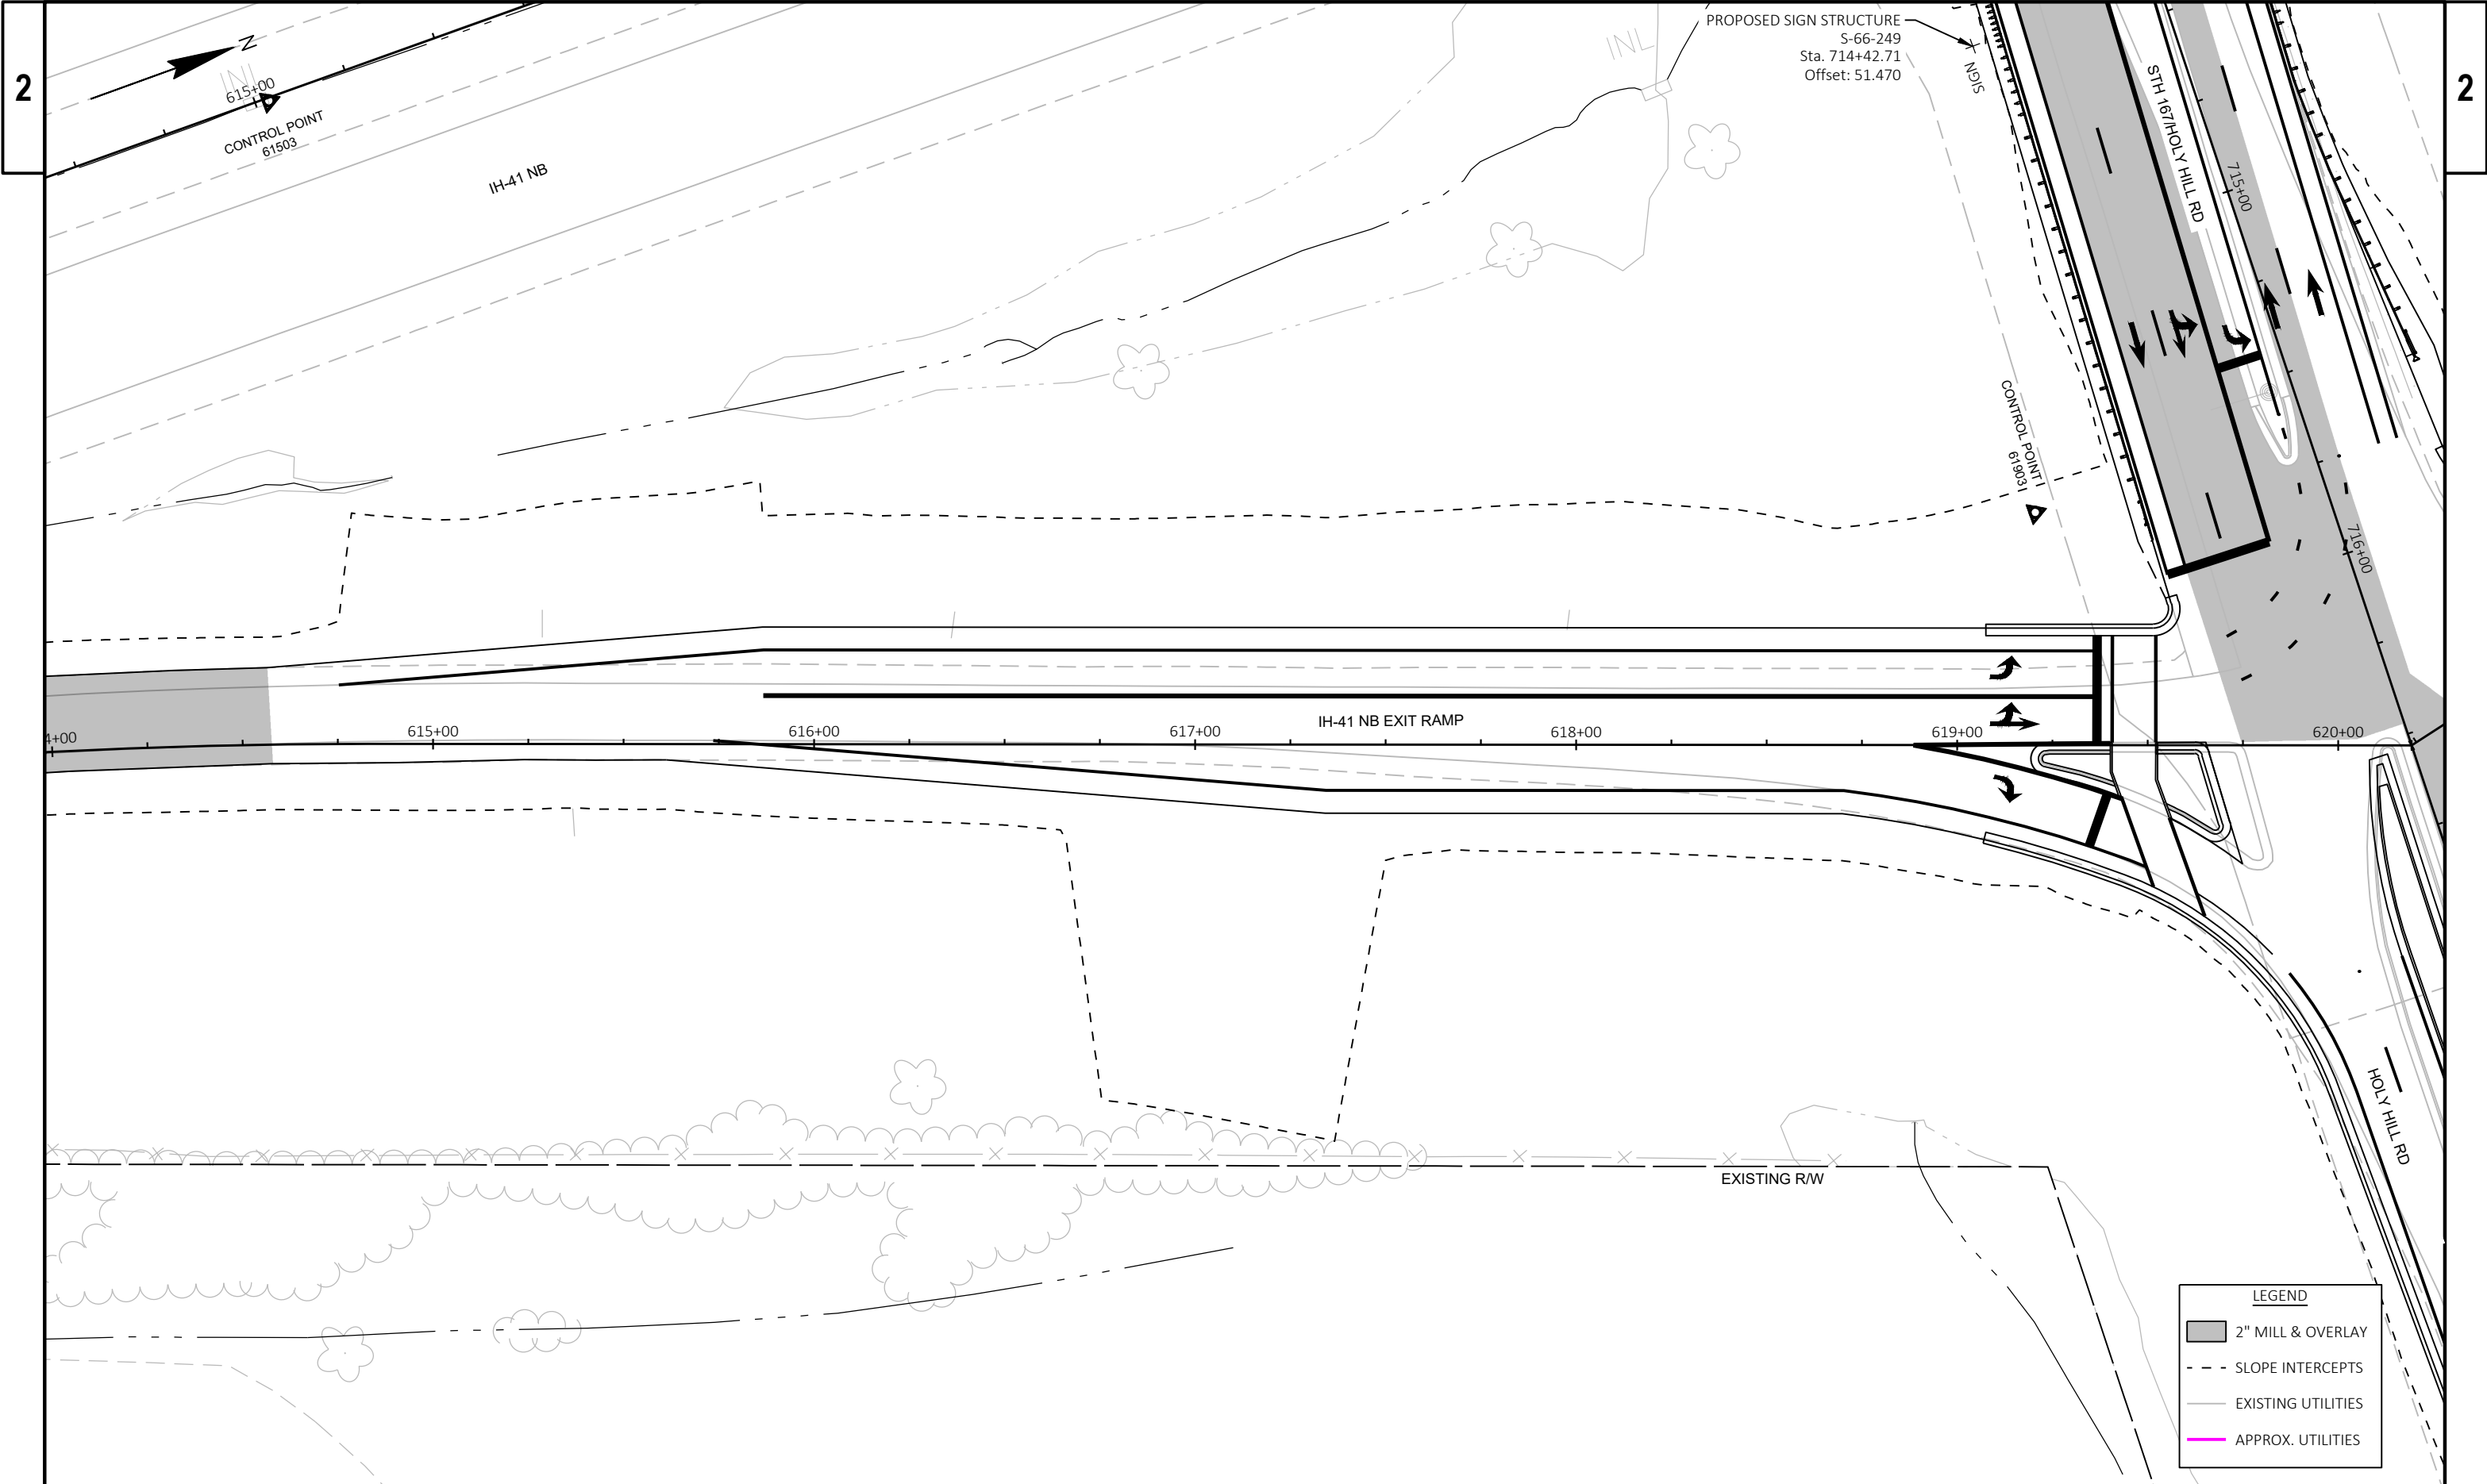 2
2
N
INL
615+00
CONTROL POINT
61503
IH-41 NB
INL
PROPOSED SIGN STRUCTURE
S-66-249
Sta. 714+42.71
Offset: 51.470
SIGN
STH 167/HOLY HILL RD
715+00
CONTROL POINT
61903
716+00
4+00
615+00
616+00
617+00
618+00
619+00
620+00
IH-41 NB EXIT RAMP
HOLY HILL RD
EXISTING R/W
LEGEND
2" MILL & OVERLAY
SLOPE INTERCEPTS
EXISTING UTILITIES
APPROX. UTILITIES